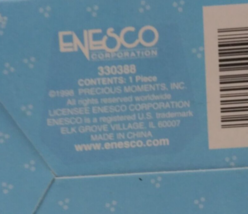 ENESCO
CORPORATION
330388
CONTENTS: 1 Piece
©1998, PRECIOUS MOMENTS, INC.
All rights reserved worldwide
LICENSEE ENESCO CORPORATION
ENESCO is a registered U.S. trademark
ELK GROVE VILLAGE, IL 60007
MADE IN CHINA
www.enesco.com